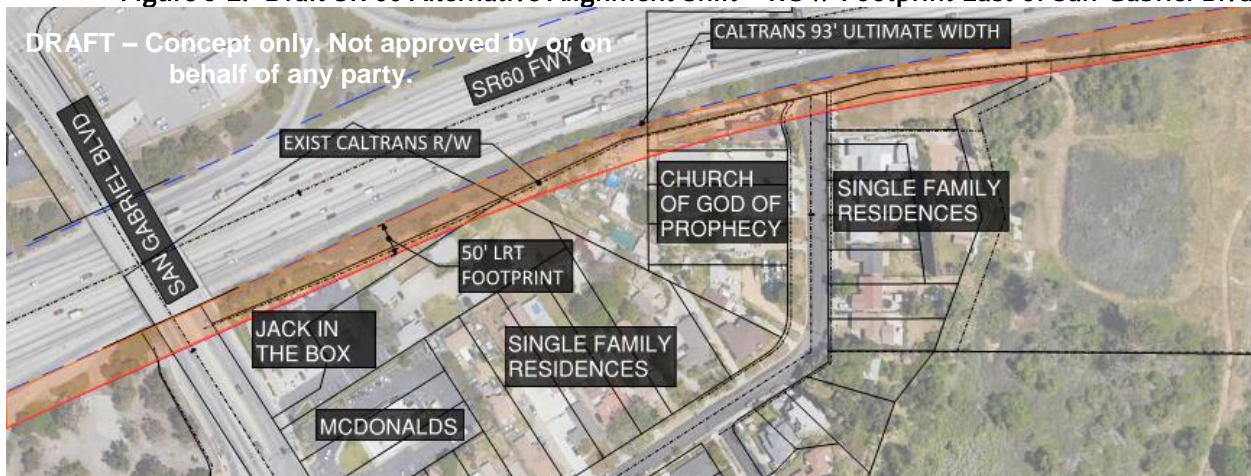 DRAFT – Concept only. Not approved by or on
behalf of any party.
CALTRANS 93' ULTIMATE WIDTH
SR60 FWY
SAN GABRIEL BLVD
EXIST CALTRANS R/W
CHURCH
OF GOD OF
PROPHECY
SINGLE FAMILY
RESIDENCES
50' LRT
FOOTPRINT
JACK IN
THE BOX
SINGLE FAMILY
RESIDENCES
MCDONALDS